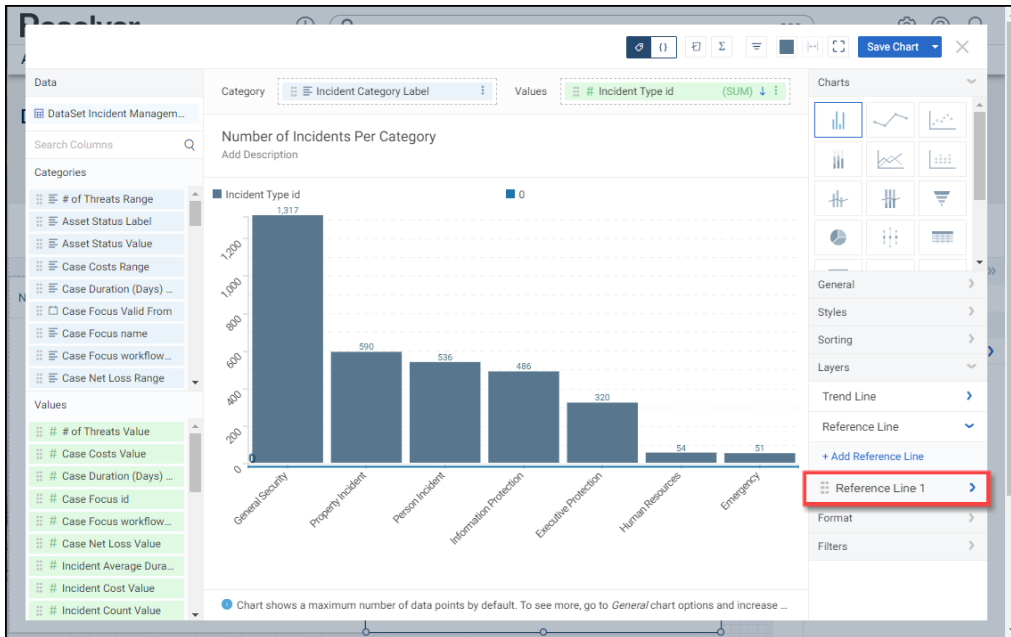 Resolver
Save Chart
Data
Category
Incident Category Label
Values
# Incident Type id
(SUM)
Charts
DataSet Incident Managem...
Search Columns
Number of Incidents Per Category
Add Description
Categories
# of Threats Range
Asset Status Label
Asset Status Value
Case Costs Range
Case Duration (Days) ...
Case Focus Valid From
Case Focus name
Case Focus workflow...
Case Net Loss Range
Values
# # of Threats Value
# Case Costs Value
# Case Duration (Days) ...
# Case Focus id
# Case Focus workflow...
# Case Net Loss Value
# Incident Average Dura...
# Incident Cost Value
# Incident Count Value
Incident Type id
0
1,317
590
536
486
320
54
51
1,200
1,000
800
600
400
200
0
0
General Security
Property Incident
Person Incident
Information Protection
Executive Protection
Human Resources
Emergency
Chart shows a maximum number of data points by default. To see more, go to General chart options and increase ...
General
Styles
Sorting
Layers
Trend Line
Reference Line
+ Add Reference Line
Reference Line 1
Format
Filters